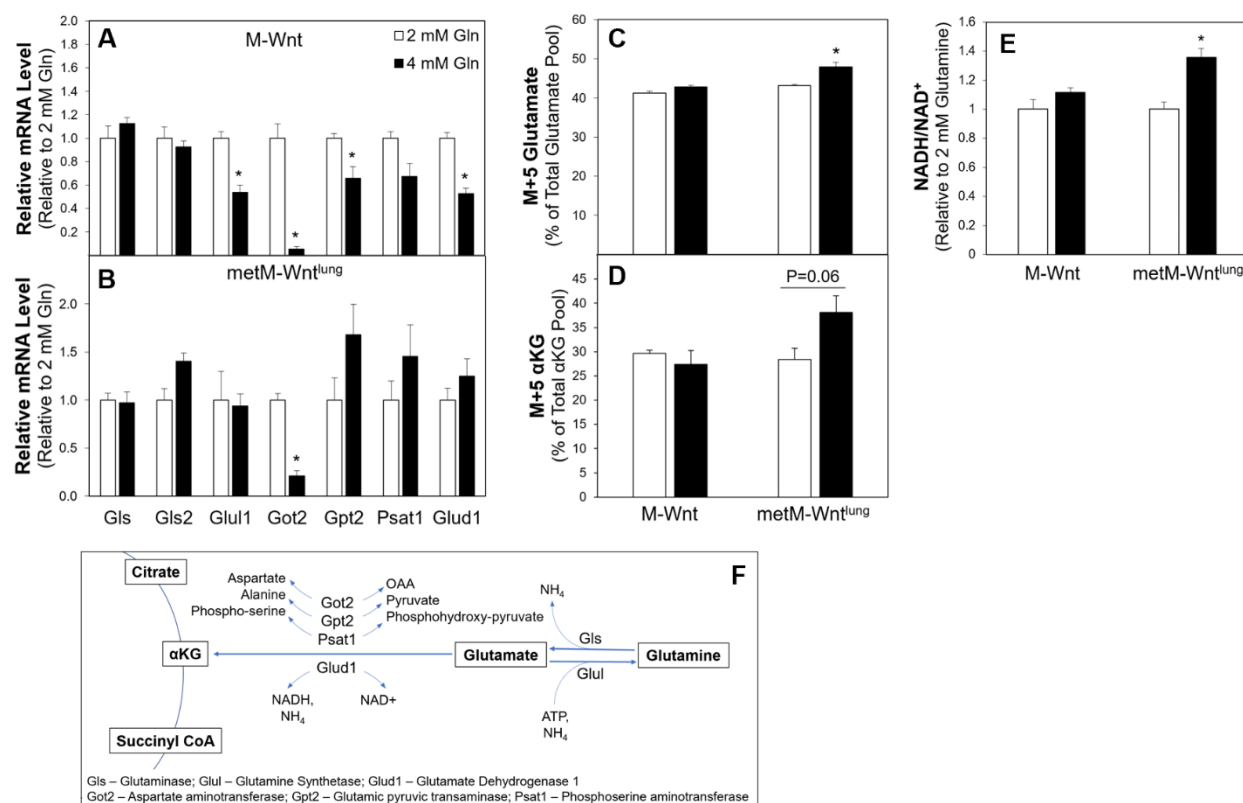 A
M-Wnt
2 mM Gln
4 mM Gln
Relative mRNA Level
(Relative to 2 mM Gln)
2.0
1.8
1.6
1.4
1.2
1.0
0.8
0.6
0.4
0.2
*
*
*
*
B
metM-Wntlung
Relative mRNA Level
(Relative to 2 mM Gln)
2.0
1.5
1.0
0.5
0.0
*
Gls Gls2 Glul1 Got2 Gpt2 Psat1 Glud1
C
M+5 Glutamate
(% of Total Glutamate Pool)
60
50
40
30
20
10
*
D
M+5 αKG
(% of Total αKG Pool)
45
40
35
30
25
20
15
10
5
0
P=0.06
M-Wnt metM-Wntlung
E
NADH/NAD+
(Relative to 2 mM Glutamine)
1.6
1.4
1.2
1
0.8
0.6
0.4
0.2
0
*
M-Wnt metM-Wntlung
F
Citrate
αKG
Succinyl CoA
Aspartate
Alanine
Phospho-serine
Got2
Gpt2
Psat1
OAA
Pyruvate
Phosphohydroxy-pyruvate
Glud1
NADH,
NH4
NAD+
Glutamate
NH4
Gls
Glul
ATP,
NH4
Glutamine
Gls – Glutaminase; Glul – Glutamine Synthetase; Glud1 – Glutamate Dehydrogenase 1
Got2 – Aspartate aminotransferase; Gpt2 – Glutamic pyruvic transaminase; Psat1 – Phosphoserine aminotransferase